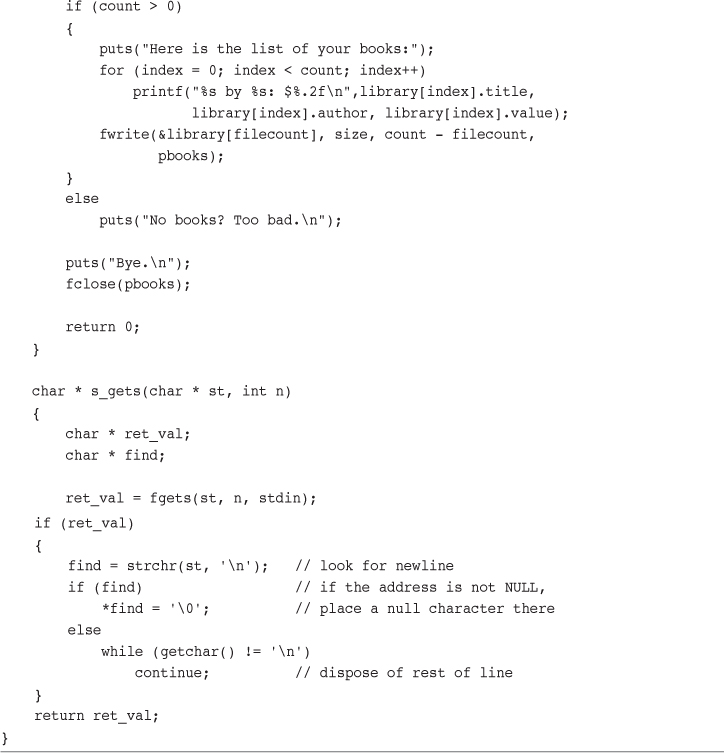 if (count > 0)
{
puts("Here is the list of your books:");
for (index = 0; index < count; index++)
printf("%s by %s: $%.2f\n",library[index].title,
library[index].author, library[index].value);
fwrite(&library[filecount], size, count - filecount,
pbooks);
}
else
puts("No books? Too bad.\n");
puts("Bye.\n");
fclose(pbooks);
return 0;
}
char * s_gets(char * st, int n)
{
char * ret_val;
char * find;
ret_val = fgets(st, n, stdin);
if (ret_val)
{
find = strchr(st, '\n');   // look for newline
if (find)                  // if the address is not NULL,
*find = '\0';          // place a null character there
else
while (getchar() != '\n')
continue;          // dispose of rest of line
}
return ret_val;
}